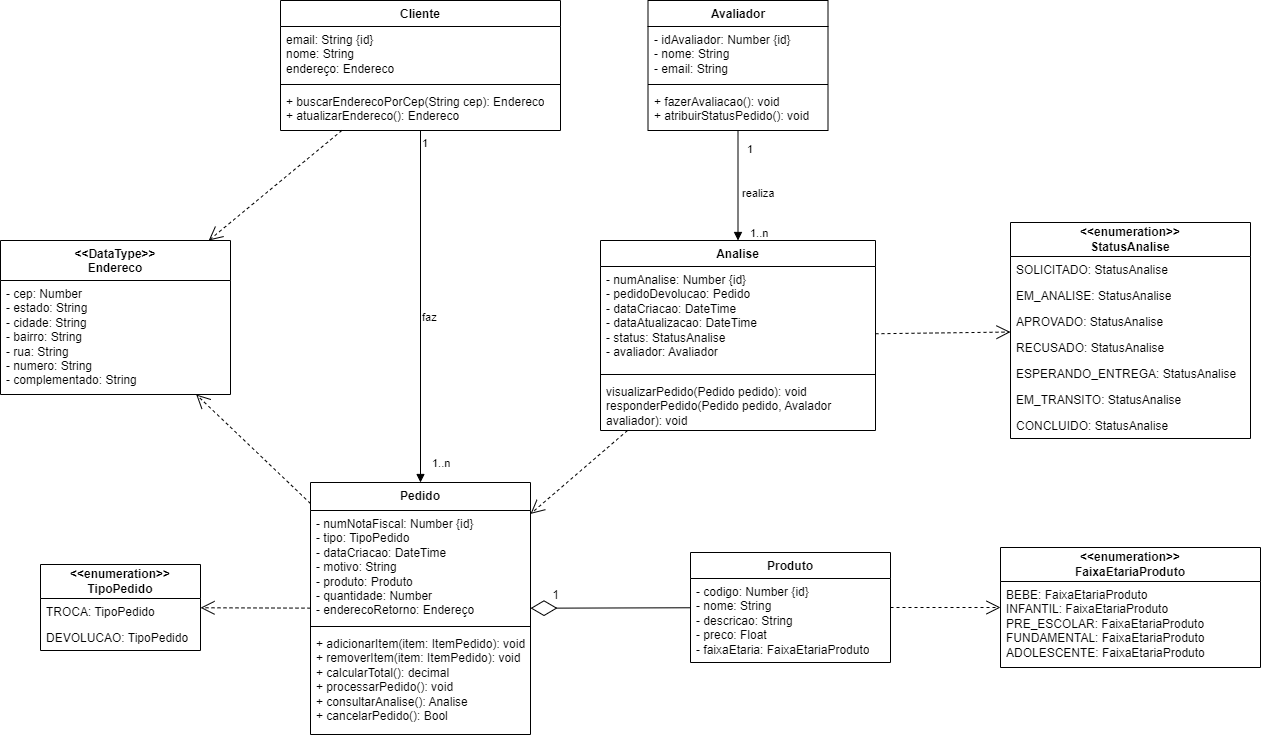 Cliente
email: String {id}
nome: String
endereço: Endereco
+ buscarEnderecoPorCep(String cep): Endereco
+ atualizarEndereco(): Endereco
Avaliador
- idAvaliador: Number {id}
- nome: String
- email: String
+ fazerAvaliacao(): void
+ atribuirStatusPedido(): void
1
faz
1..n
1
realiza
1..n
<<DataType>>
Endereco
- cep: Number
- estado: String
- cidade: String
- bairro: String
- rua: String
- numero: String
- complementado: String
Analise
- numAnalise: Number {id}
- pedidoDevolucao: Pedido
- dataCriacao: DateTime
- dataAtualizacao: DateTime
- status: StatusAnalise
- avaliador: Avaliador
visualizarPedido(Pedido pedido): void
responderPedido(Pedido pedido, Avalador
avaliador): void
<<enumeration>>
StatusAnalise
SOLICITADO: StatusAnalise
EM_ANALISE: StatusAnalise
APROVADO: StatusAnalise
RECUSADO: StatusAnalise
ESPERANDO_ENTREGA: StatusAnalise
EM_TRANSITO: StatusAnalise
CONCLUIDO: StatusAnalise
<<enumeration>>
TipoPedido
TROCA: TipoPedido
DEVOLUCAO: TipoPedido
Pedido
- numNotaFiscal: Number {id}
- tipo: TipoPedido
- dataCriacao: DateTime
- motivo: String
- produto: Produto
- quantidade: Number
- enderecoRetorno: Endereço
+ adicionarItem(item: ItemPedido): void
+ removerItem(item: ItemPedido): void
+ calcularTotal(): decimal
+ processarPedido(): void
+ consultarAnalise(): Analise
+ cancelarPedido(): Bool
1
Produto
- codigo: Number {id}
- nome: String
- descricao: String
- preco: Float
- faixaEtaria: FaixaEtariaProduto
<<enumeration>>
FaixaEtariaProduto
BEBE: FaixaEtariaProduto
INFANTIL: FaixaEtariaProduto
PRE_ESCOLAR: FaixaEtariaProduto
FUNDAMENTAL: FaixaEtariaProduto
ADOLESCENTE: FaixaEtariaProduto